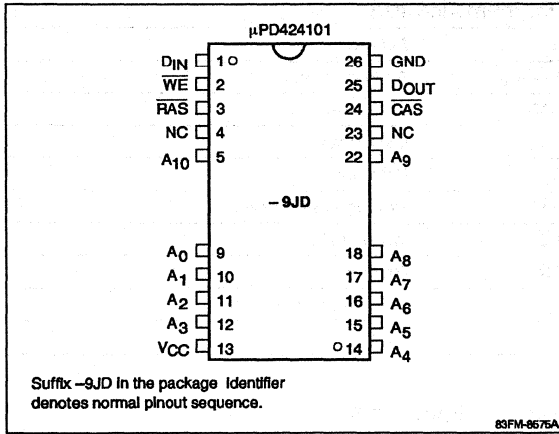 μPD424101
DIN 1 26 GND
WE 2 25 DOUT
RAS 3 24 CAS
NC 4 23 NC
A10 5 22 A9
–9JD
A0 9 18 A8
A1 10 17 A7
A2 11 16 A6
A3 12 15 A5
VCC 13 14 A4
Suffix –9JD in the package identifier
denotes normal pinout sequence.
83FM-8575A